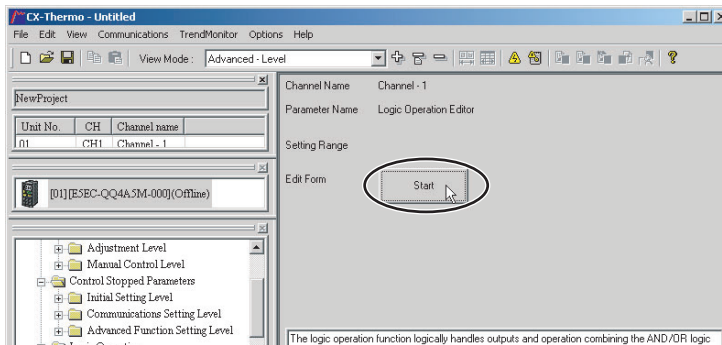 CX-Thermo - Untitled
File Edit View Communications TrendMonitor Options Help
View Mode : Advanced - Level
NewProject
Unit No. CH Channel name
01 CH1 Channel - 1
[01][E5EC-QQ4A5M-000](Offline)
Adjustment Level
Manual Control Level
Control Stopped Parameters
Initial Setting Level
Communications Setting Level
Advanced Function Setting Level
Channel Name Channel - 1
Parameter Name Logic Operation Editor
Setting Range
Edit Form Start
The logic operation function logically handles outputs and operation combining the AND/OR logic